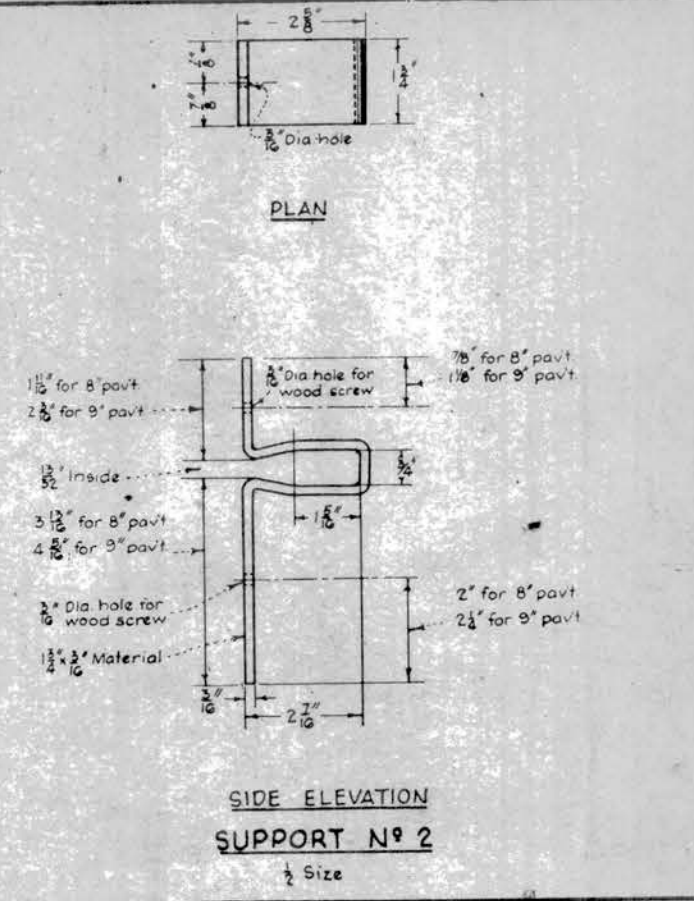 2 5/8"
7/8"
7/8"
1 3/4"
3/16" Dia hole
PLAN
1 11/16" for 8" pav't.
2 3/16" for 9" pav't
3/16" Dia hole for
wood screw
7/8" for 8" pav't.
1 1/8" for 9" pav't.
13/32" Inside
3/4"
1 5/16"
3 13/16" for 8" pav't
4 5/16" for 9" pav't.
3/16" Dia. hole for
wood screw
1 3/4" x 3/16" Material
2" for 8" pav't
2 1/4" for 9" pav't
3/16"
2 7/16"
SIDE ELEVATION
SUPPORT Nº 2
1/2 Size